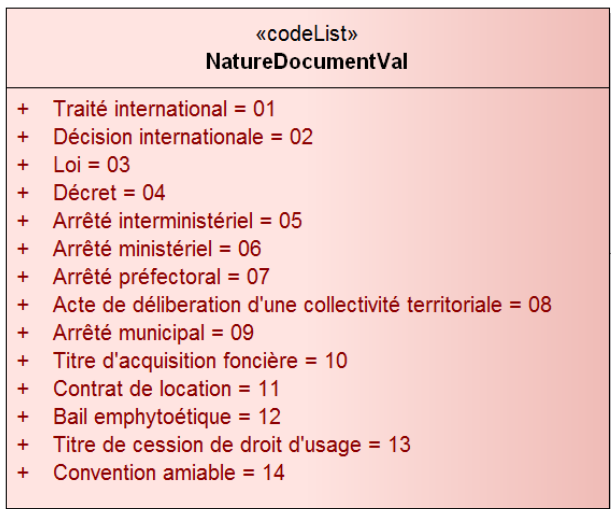 «codeList»
NatureDocumentVal
+ Traité international = 01
+ Décision internationale = 02
+ Loi = 03
+ Décret = 04
+ Arrêté interministériel = 05
+ Arrêté ministériel = 06
+ Arrêté préfectoral = 07
+ Acte de déliberation d'une collectivité territoriale = 08
+ Arrêté municipal = 09
+ Titre d'acquisition foncière = 10
+ Contrat de location = 11
+ Bail emphytoétique = 12
+ Titre de cession de droit d'usage = 13
+ Convention amiable = 14